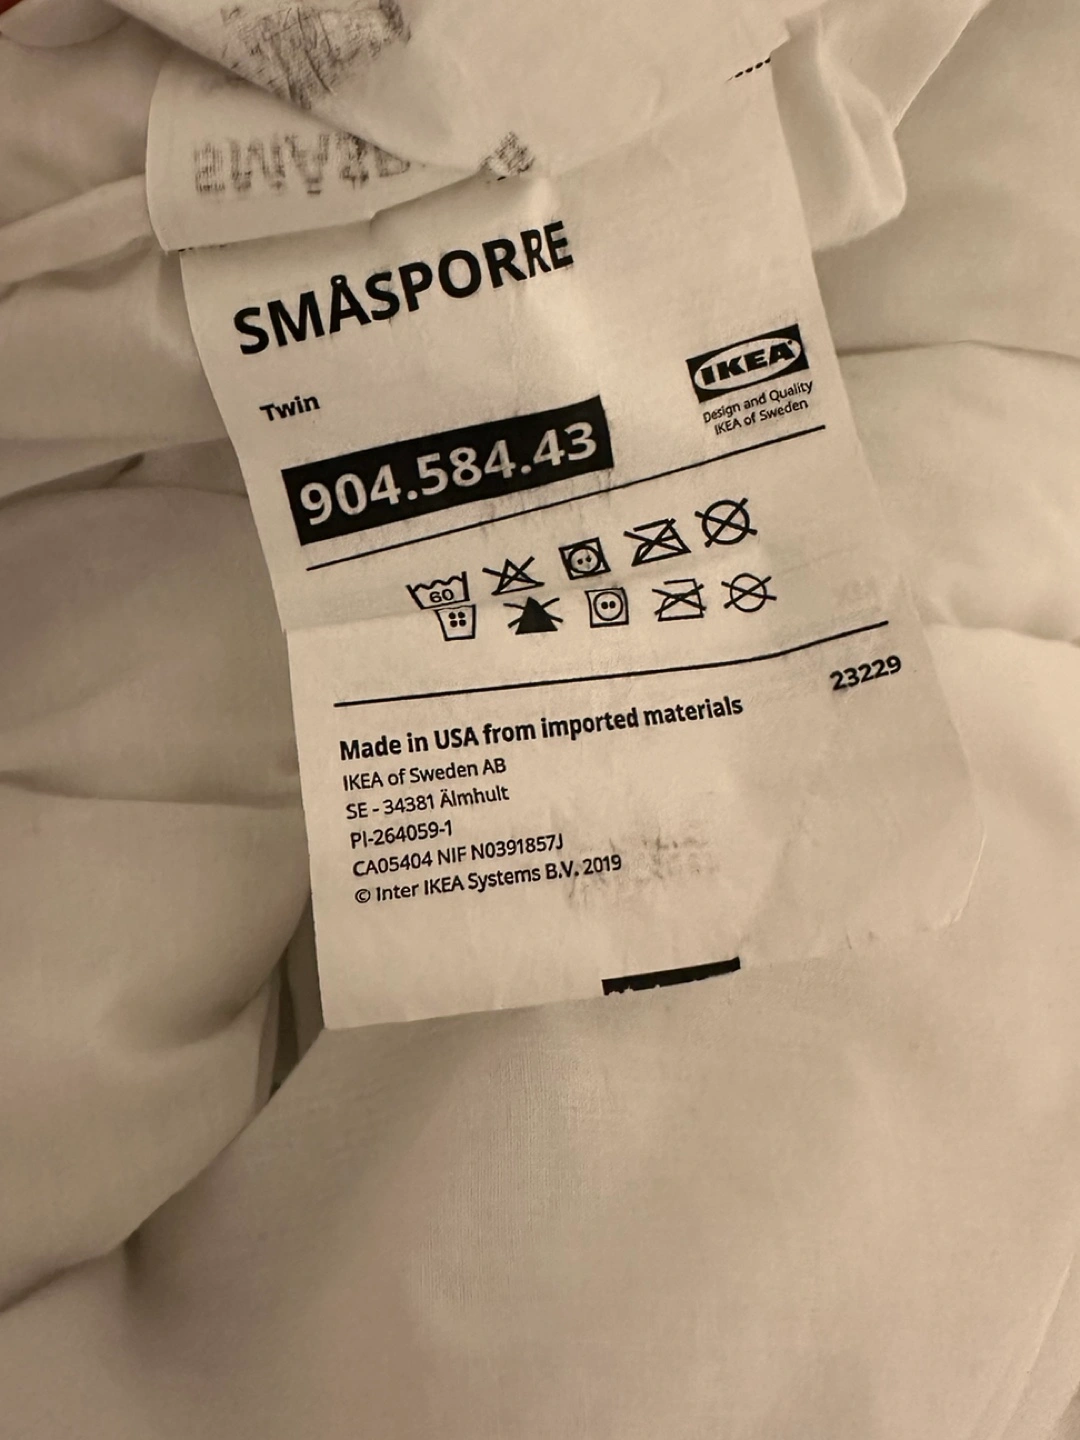 SMÅSPORRE
Twin
904.584.43
IKEA
Design and Quality
IKEA of Sweden
60
23229
Made in USA from imported materials
IKEA of Sweden AB
SE - 34381 Älmhult
PI-264059-1
CA05404 NIF N0391857J
© Inter IKEA Systems B.V. 2019